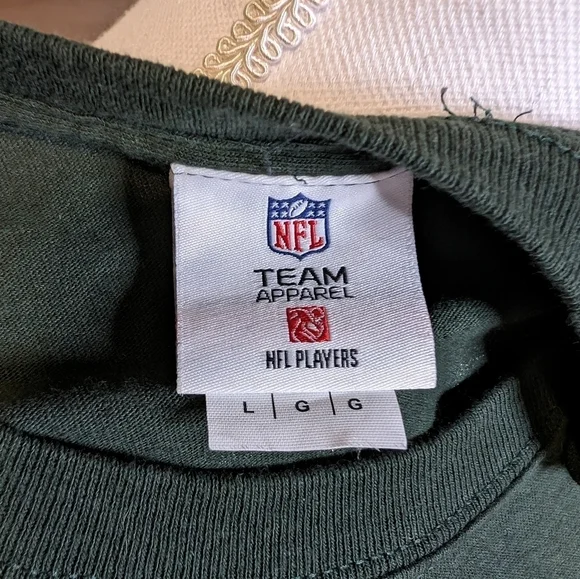 NFL
TEAM
APPAREL
NFL PLAYERS
L | G | G